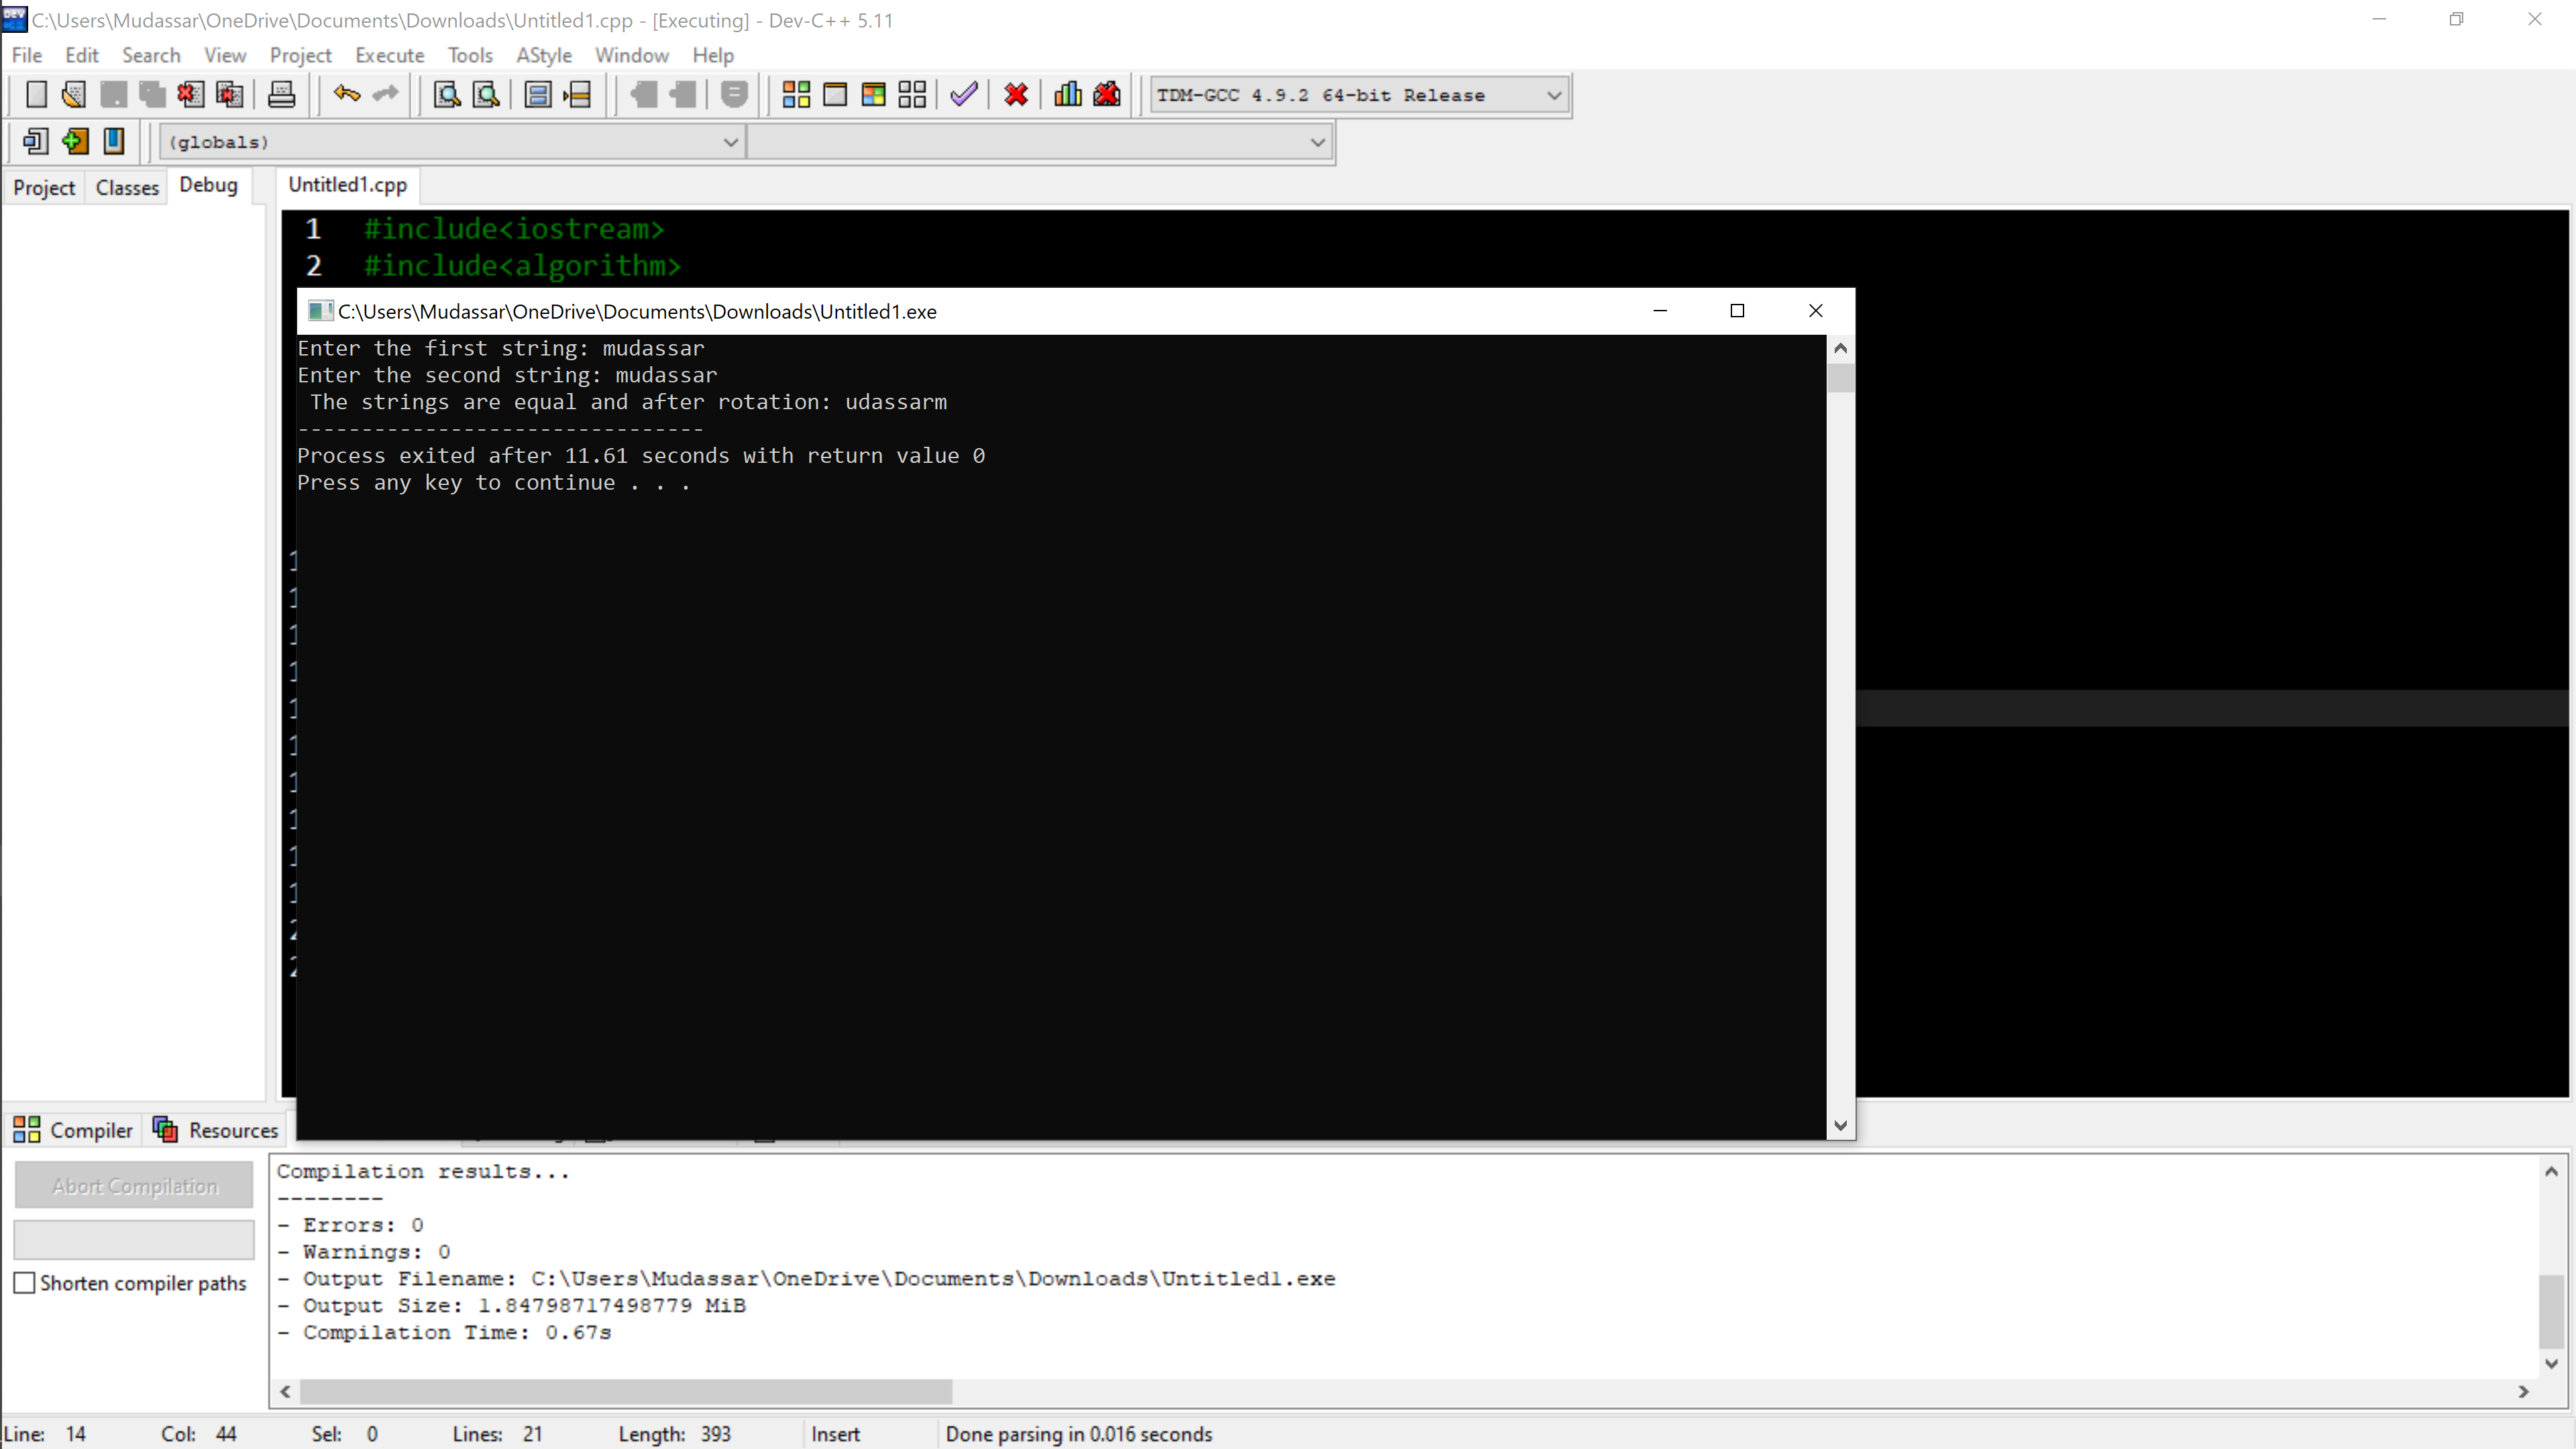 C:\Users\Mudassar\OneDrive\Documents\Downloads\Untitled1.cpp - [Executing] - Dev-C++ 5.11
File Edit Search View Project Execute Tools AStyle Window Help
TDM-GCC 4.9.2 64-bit Release
(globals)
Project Classes Debug
Untitled1.cpp
1 #include<iostream>
2 #include<algorithm>
C:\Users\Mudassar\OneDrive\Documents\Downloads\Untitled1.exe
Enter the first string: mudassar
Enter the second string: mudassar
The strings are equal and after rotation: udassarm
--------------------------------
Process exited after 11.61 seconds with return value 0
Press any key to continue . . .
Compiler Resources
Abort Compilation
Shorten compiler paths
Compilation results...
--------
- Errors: 0
- Warnings: 0
- Output Filename: C:\Users\Mudassar\OneDrive\Documents\Downloads\Untitled1.exe
- Output Size: 1.84798717498779 MiB
- Compilation Time: 0.67s
Line: 14 Col: 44 Sel: 0 Lines: 21 Length: 393 Insert Done parsing in 0.016 seconds